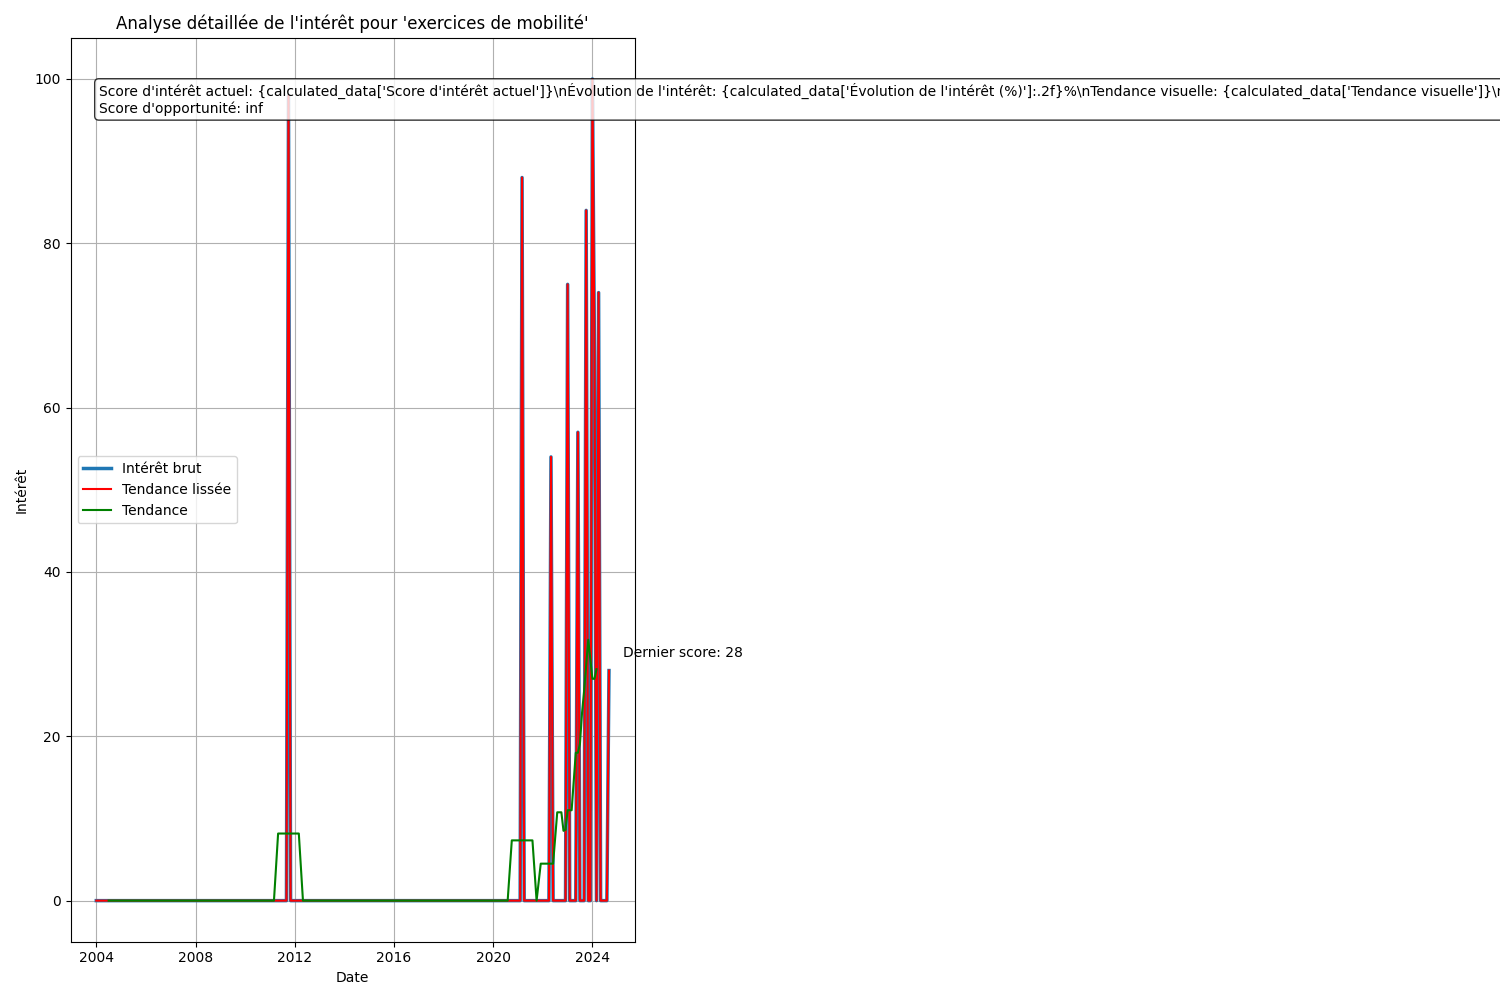 Analyse détaillée de l'intérêt pour 'exercices de mobilité'
100
Score d'intérêt actuel: {calculated_data['Score d'intérêt actuel']}\nÉvolution de l'intérêt: {calculated_data['Évolution de l'intérêt (%)']:.2f}%\nTendance visuelle: {calculated_data['Tendance visuelle']}\n
Score d'opportunité: inf
80
60
Intérêt brut
Tendance lissée
Tendance
Intérêt
40
Dernier score: 28
20
0
2004
2008
2012
2016
2020
2024
Date